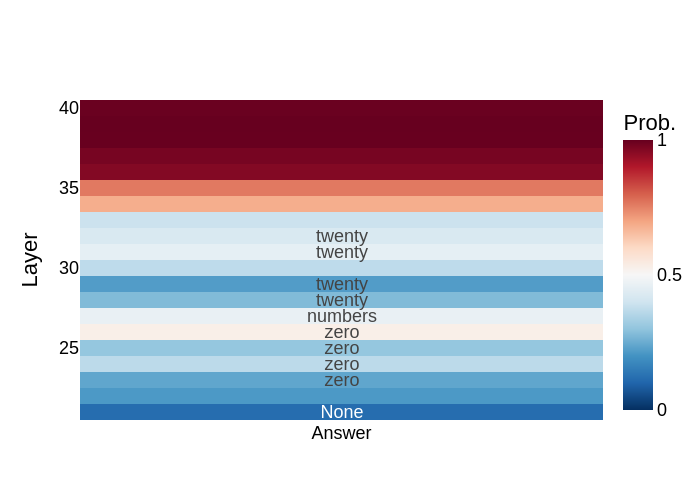 40
35
30
25
Layer
twenty
twenty
twenty
twenty
numbers
zero
zero
zero
zero
None
Answer
Prob.
1
0.5
0